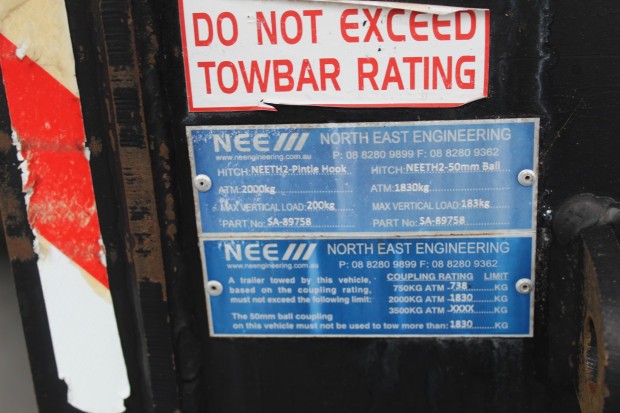 DO NOT EXCEED
TOWBAR RATING
NEE NORTH EAST ENGINEERING
www.neengineering.com.au P: 08 8280 9899 F: 08 8280 9362
HITCH: NEETH2-Pintle Hook HITCH: NEETH2-50mm Ball
ATM: 2000kg ATM: 1830kg
MAX VERTICAL LOAD: 200kg MAX VERTICAL LOAD: 183kg
PART No: SA-89758 PART No: SA-89758
NEE NORTH EAST ENGINEERING
www.neengineering.com.au P: 08 8280 9899 F: 08 8280 9362
A trailer towed by this vehicle, COUPLING RATING LIMIT
based on the coupling rating, 750KG ATM 738 KG
must not exceed the following limit: 2000KG ATM 1830 KG
3500KG ATM XXXX KG
The 50mm ball coupling
on this vehicle must not be used to tow more than: 1830 KG